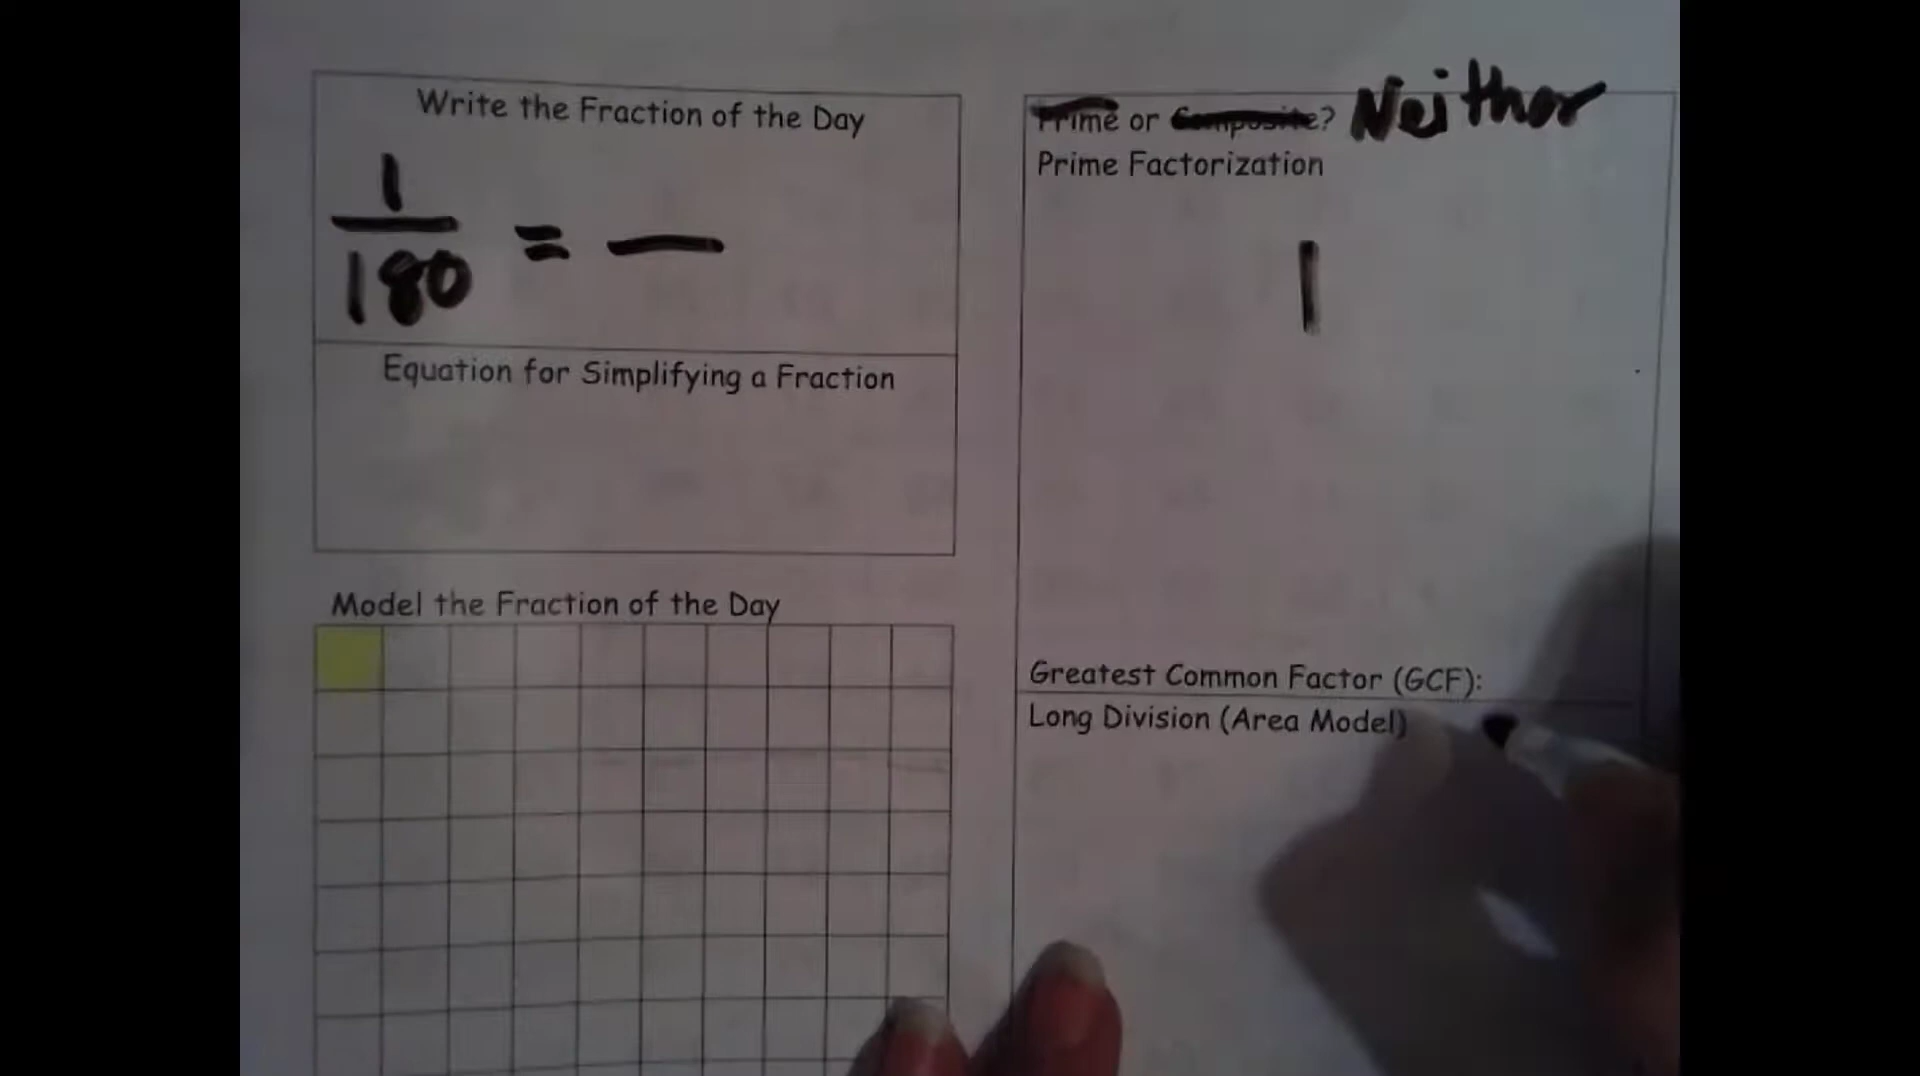 Write the Fraction of the Day
1
180 = —
Equation for Simplifying a Fraction
Model the Fraction of the Day
Prime or Composite? Neither
Prime Factorization
1
Greatest Common Factor (GCF):
Long Division (Area Model)